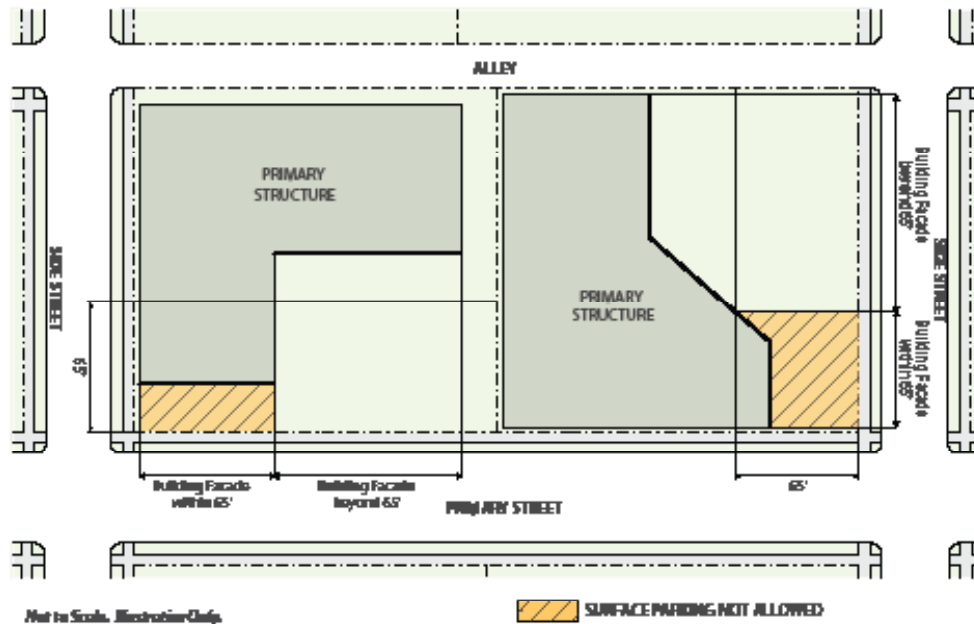 ALLEY
PRIMARY
STRUCTURE
Building Facade
beyond 65'
SIDE STREET
SIDE STREET
PRIMARY
STRUCTURE
65'
Building Facade
within 65'
Building Facade
within 65'
Building Facade
beyond 65'
65'
PRIMARY STREET
Not to Scale. Illustration Only.
SURFACE PARKING NOT ALLOWED